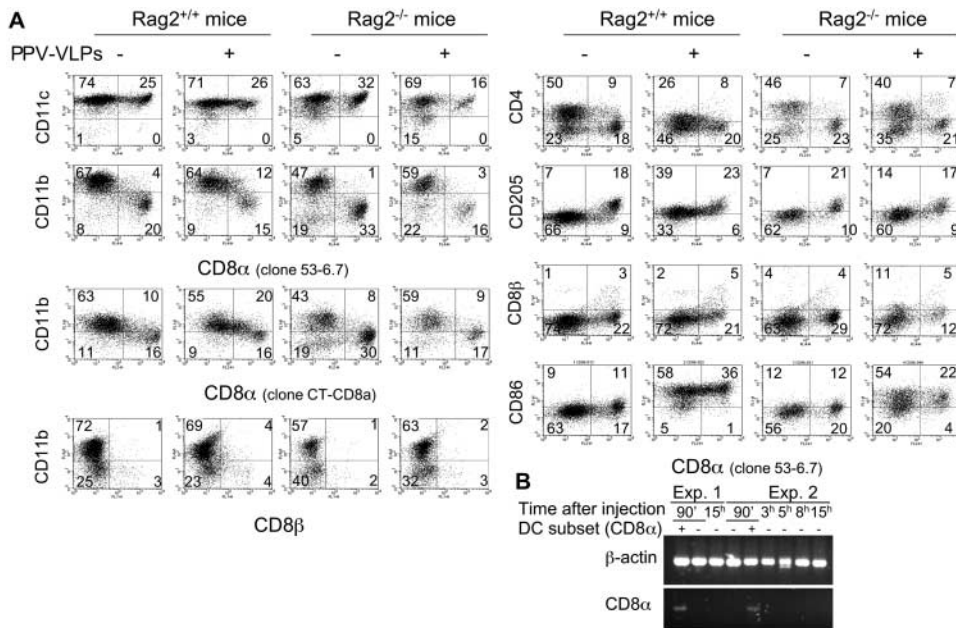 A
Rag2+/+ mice
Rag2-/- mice
Rag2+/+ mice
Rag2-/- mice
PPV-VLPs - + - +
- + - +
CD11c
74 25
1 0
71 26
3 0
63 32
5 0
69 16
15 0
CD11b
67 4
8 20
64 12
9 15
47 1
19 33
59 3
22 16
CD8α (clone 53-6.7)
CD11b
63 10
11 16
55 20
9 16
43 8
19 30
59 9
11 17
CD8α (clone CT-CD8a)
CD11b
72 1
25 3
69 4
23 4
57 1
40 2
63 2
32 3
CD8β
CD4
50 9
23 18
26 8
46 20
46 7
25 23
40 7
35 21
CD205
7 18
66 9
39 23
33 6
7 21
62 10
14 17
60 9
CD8β
1 3
74 22
2 5
72 21
4 4
63 29
11 5
72 12
CD86
9 11
63 17
58 36
5 1
12 12
56 20
54 22
20 4
CD8α (clone 53-6.7)
B
Exp. 1 Exp. 2
Time after injection 90' 15h 90' 3h 5h 8h 15h
DC subset (CD8α) + - - - + - - - -
β-actin
CD8α